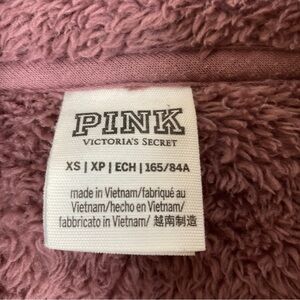 PINK
VICTORIA'S SECRET
XS | XP | ECH | 165/84A
made in Vietnam/fabriqué au
Vietnam/hecho en Vietnam/
fabbricato in Vietnam/ 越南制造